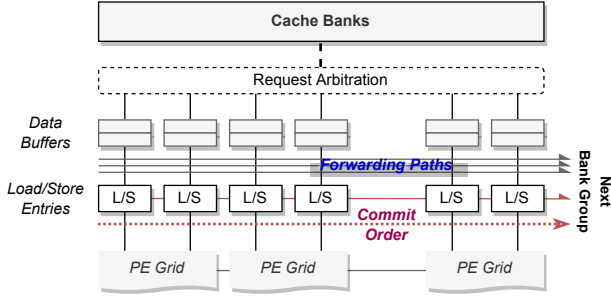 Cache Banks
Request Arbitration
Data
Buffers
Forwarding Paths
Load/Store
Entries
L/S
L/S
L/S
L/S
L/S
L/S
Commit
Order
Next
Bank Group
PE Grid
PE Grid
PE Grid